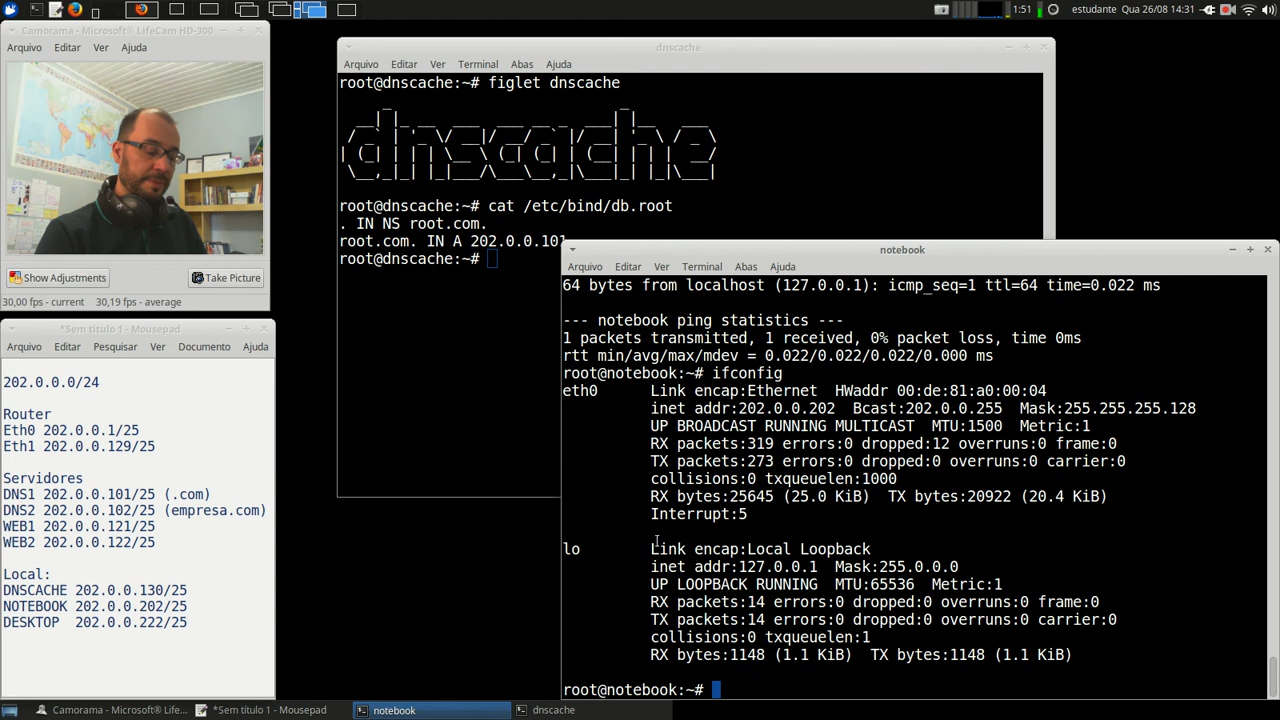 1:51 estudante Qua 26/08 14:31
Camorama - Microsoft® LifeCam HD-300
Arquivo Editar Ver Ajuda
Show Adjustments Take Picture
30,00 fps - current 30,19 fps - average
*Sem título 1 - Mousepad
Arquivo Editar Pesquisar Ver Documento Ajuda
202.0.0.0/24
Router
Eth0 202.0.0.1/25
Eth1 202.0.0.129/25
Servidores
DNS1 202.0.0.101/25 (.com)
DNS2 202.0.0.102/25 (empresa.com)
WEB1 202.0.0.121/25
WEB2 202.0.0.122/25
Local:
DNSCACHE 202.0.0.130/25
NOTEBOOK 202.0.0.202/25
DESKTOP 202.0.0.222/25
dnscache
Arquivo Editar Ver Terminal Abas Ajuda
root@dnscache:~# figlet dnscache
dnscache
root@dnscache:~# cat /etc/bind/db.root
. IN NS root.com.
root.com. IN A 202.0.0.101
root@dnscache:~#
notebook
Arquivo Editar Ver Terminal Abas Ajuda
64 bytes from localhost (127.0.0.1): icmp_seq=1 ttl=64 time=0.022 ms
--- notebook ping statistics ---
1 packets transmitted, 1 received, 0% packet loss, time 0ms
rtt min/avg/max/mdev = 0.022/0.022/0.022/0.000 ms
root@notebook:~# ifconfig
eth0 Link encap:Ethernet HWaddr 00:de:81:a0:00:04
inet addr:202.0.0.202 Bcast:202.0.0.255 Mask:255.255.255.128
UP BROADCAST RUNNING MULTICAST MTU:1500 Metric:1
RX packets:319 errors:0 dropped:12 overruns:0 frame:0
TX packets:273 errors:0 dropped:0 overruns:0 carrier:0
collisions:0 txqueuelen:1000
RX bytes:25645 (25.0 KiB) TX bytes:20922 (20.4 KiB)
Interrupt:5
lo Link encap:Local Loopback
inet addr:127.0.0.1 Mask:255.0.0.0
UP LOOPBACK RUNNING MTU:65536 Metric:1
RX packets:14 errors:0 dropped:0 overruns:0 frame:0
TX packets:14 errors:0 dropped:0 overruns:0 carrier:0
collisions:0 txqueuelen:1
RX bytes:1148 (1.1 KiB) TX bytes:1148 (1.1 KiB)
root@notebook:~#
Camorama - Microsoft® LifeC... *Sem título 1 - Mousepad notebook dnscache